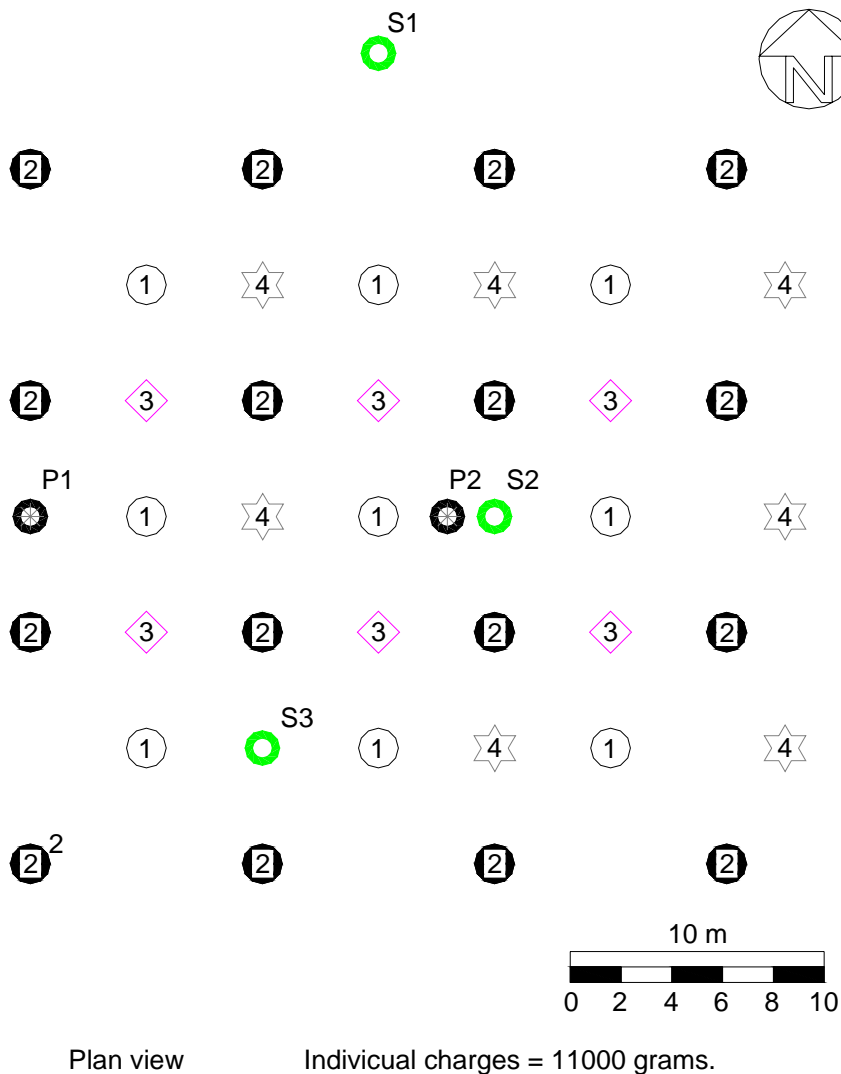 S1
N
2 2 2 2
1 4 1 4 1 4
2 3 2 3 2 3 2
P1 P2 S2
1 4 1 1 4
2 3 2 3 2 3 2
S3
1 1 4 1 4
2 2
2 2 2
10 m
0 2 4 6 8 10
Plan view Indivicual charges = 11000 grams.